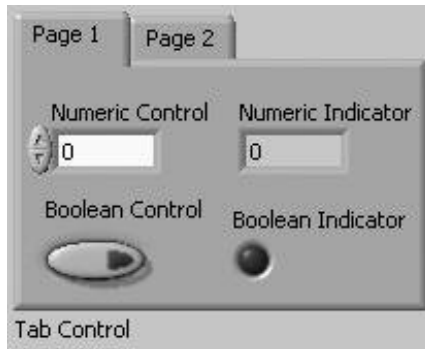 Page 1 Page 2
Numeric Control Numeric Indicator
0 0
Boolean Control Boolean Indicator
Tab Control